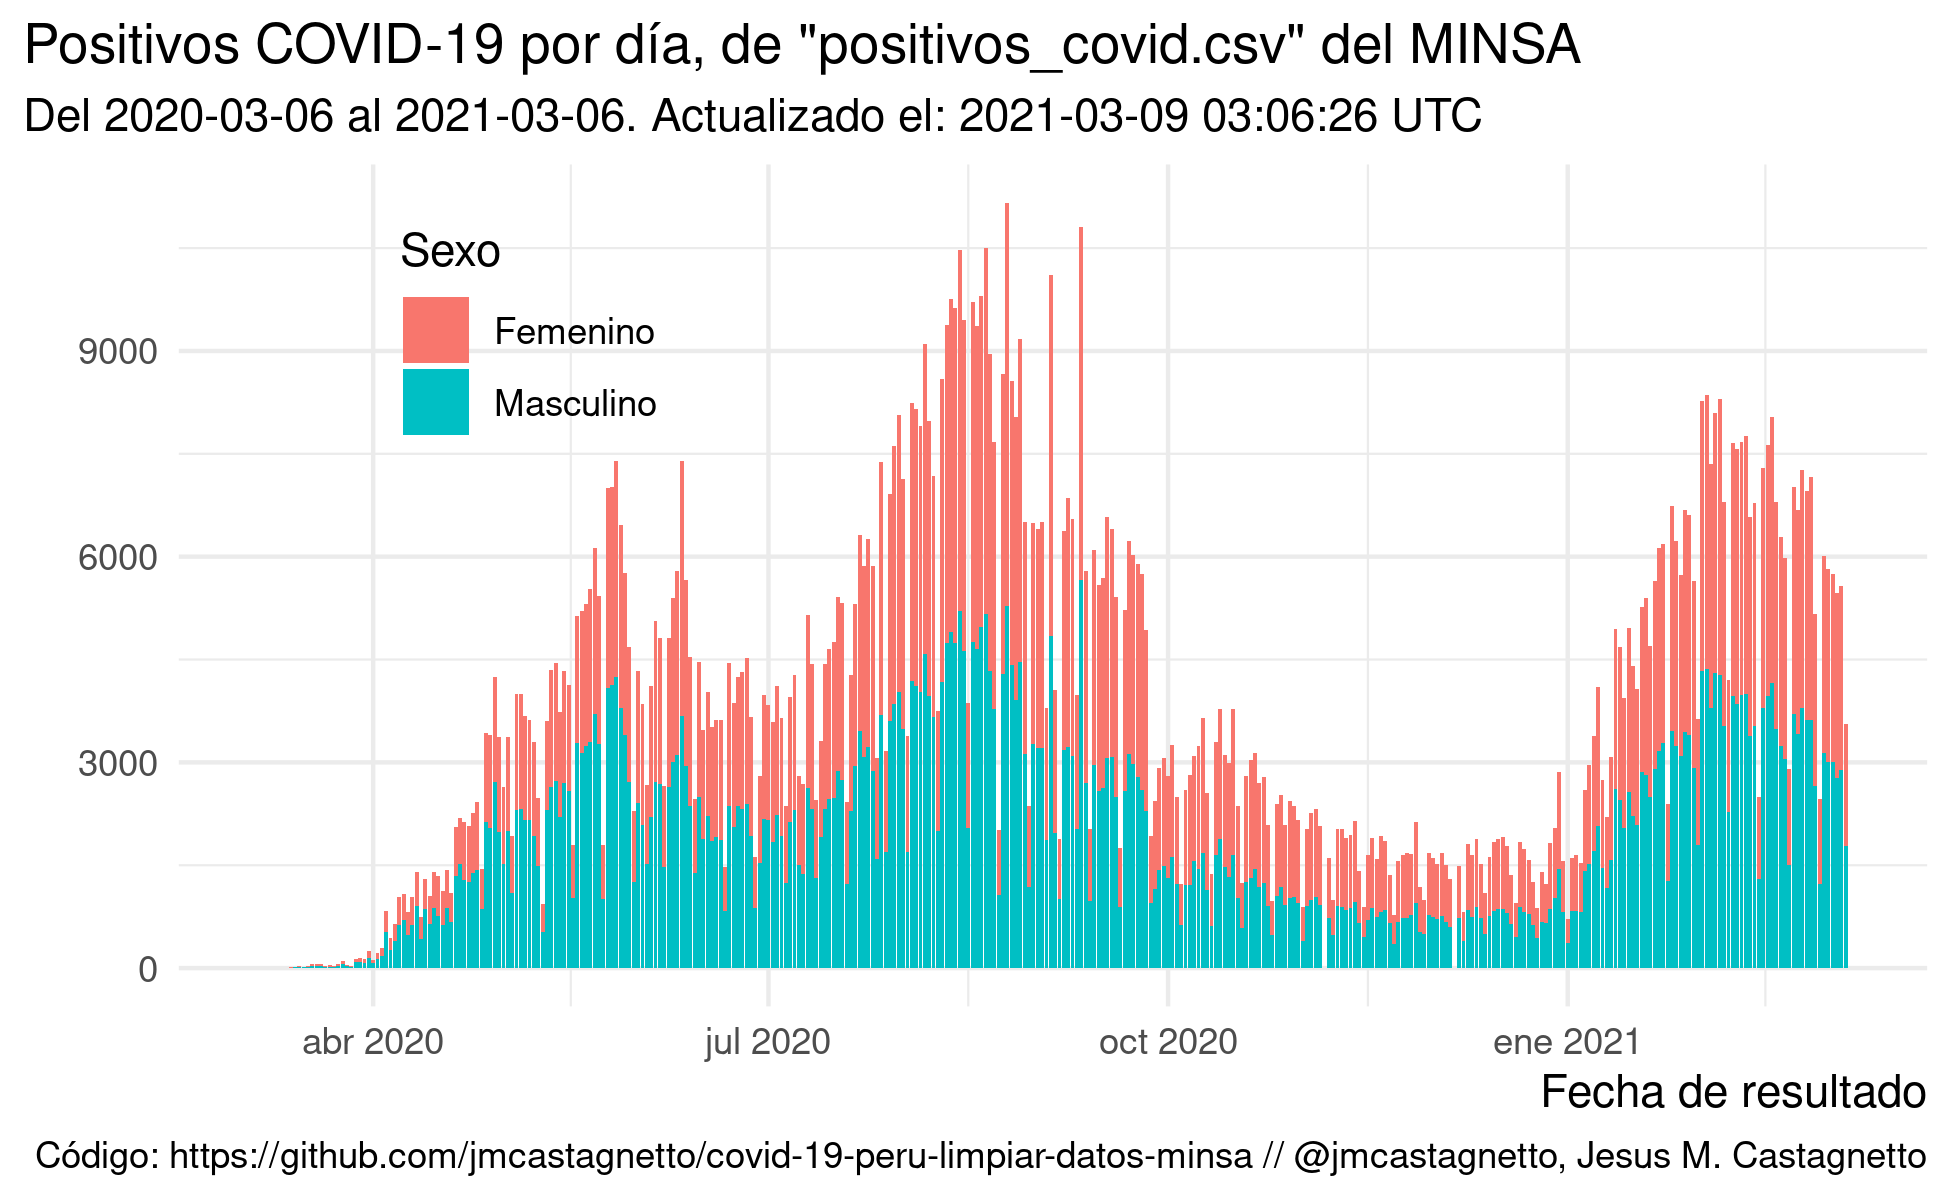 Positivos COVID-19 por día, de "positivos_covid.csv" del MINSA
Del 2020-03-06 al 2021-03-06. Actualizado el: 2021-03-09 03:06:26 UTC
Sexo
Femenino
Masculino
9000
6000
3000
0
abr 2020
jul 2020
oct 2020
ene 2021
Fecha de resultado
Código: https://github.com/jmcastagnetto/covid-19-peru-limpiar-datos-minsa // @jmcastagnetto, Jesus M. Castagnetto